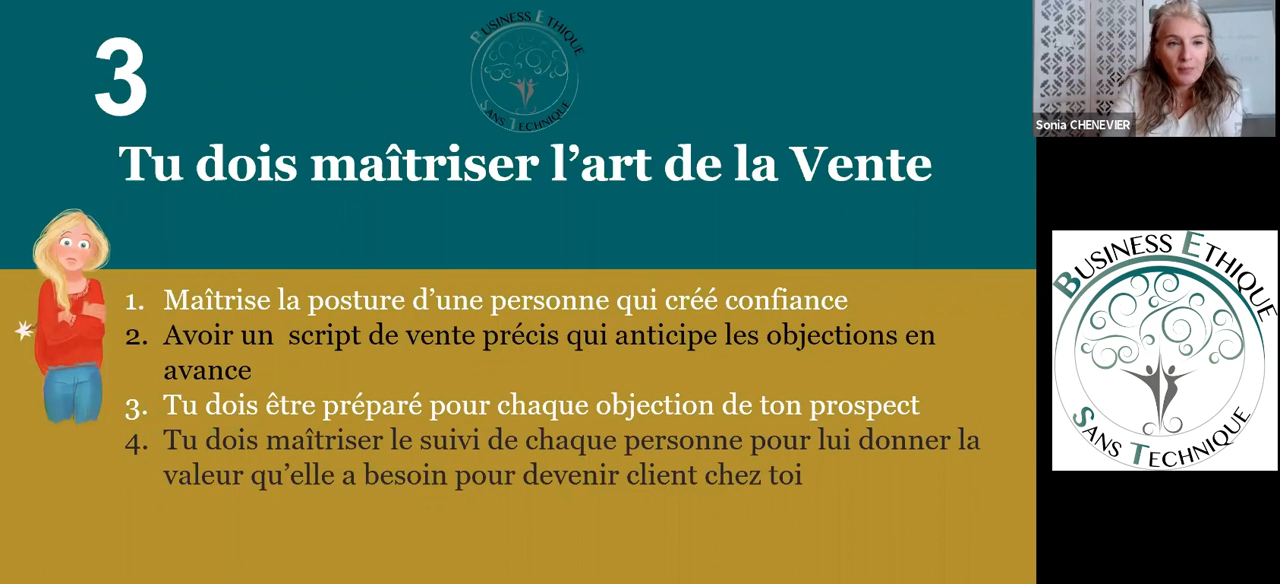 3
BUSINESS ETHIQUE
SANS TECHNIQUE
Tu dois maîtriser l’art de la Vente
1. Maîtrise la posture d’une personne qui créé confiance
2. Avoir un script de vente précis qui anticipe les objections en
avance
3. Tu dois être préparé pour chaque objection de ton prospect
4. Tu dois maîtriser le suivi de chaque personne pour lui donner la
valeur qu’elle a besoin pour devenir client chez toi
Sonia CHENEVIER
BUSINESS ETHIQUE
SANS TECHNIQUE